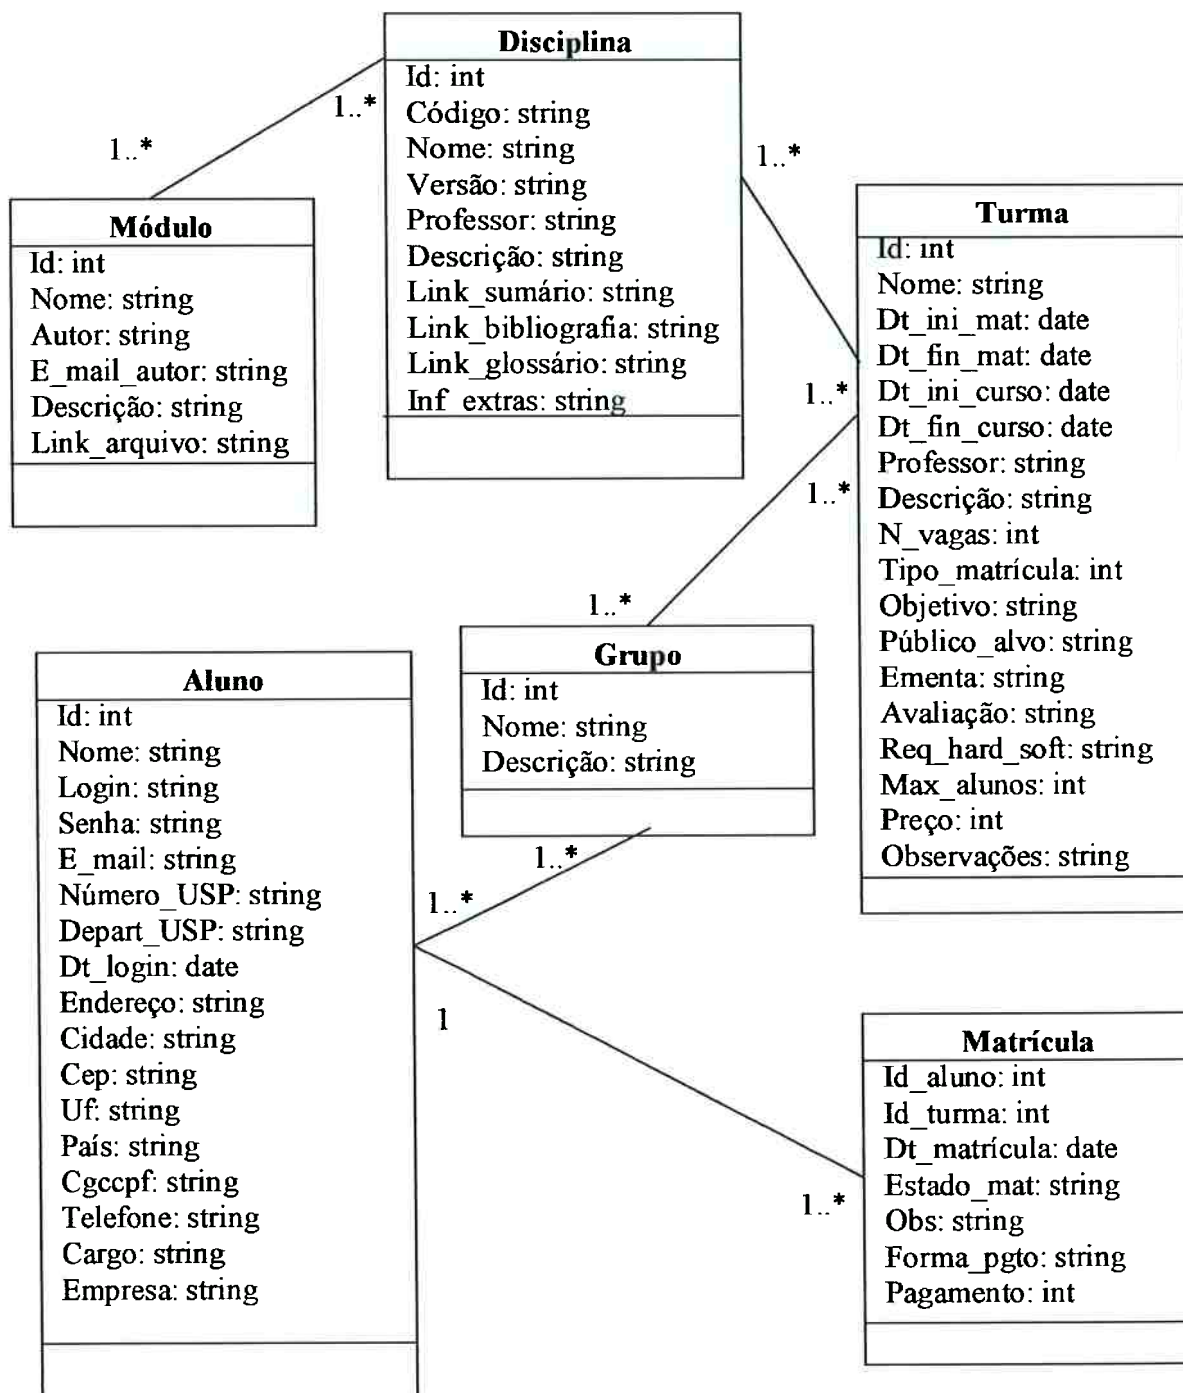 Disciplina
Id: int
Código: string
Nome: string
Versão: string
Professor: string
Descrição: string
Link_sumário: string
Link_bibliografia: string
Link_glossário: string
Inf_extras: string
1..*
1..*
1..*
Módulo
Id: int
Nome: string
Autor: string
E_mail_autor: string
Descrição: string
Link_arquivo: string
Turma
Id: int
Nome: string
Dt_ini_mat: date
Dt_fin_mat: date
Dt_ini_curso: date
Dt_fin_curso: date
Professor: string
Descrição: string
N_vagas: int
Tipo_matrícula: int
Objetivo: string
Público_alvo: string
Ementa: string
Avaliação: string
Req_hard_soft: string
Max_alunos: int
Preço: int
Observações: string
1..*
1..*
1..*
Grupo
Id: int
Nome: string
Descrição: string
1..*
1..*
1
Aluno
Id: int
Nome: string
Login: string
Senha: string
E_mail: string
Número_USP: string
Depart_USP: string
Dt_login: date
Endereço: string
Cidade: string
Cep: string
Uf: string
País: string
Cgccpf: string
Telefone: string
Cargo: string
Empresa: string
1..*
Matrícula
Id_aluno: int
Id_turma: int
Dt_matrícula: date
Estado_mat: string
Obs: string
Forma_pgto: string
Pagamento: int